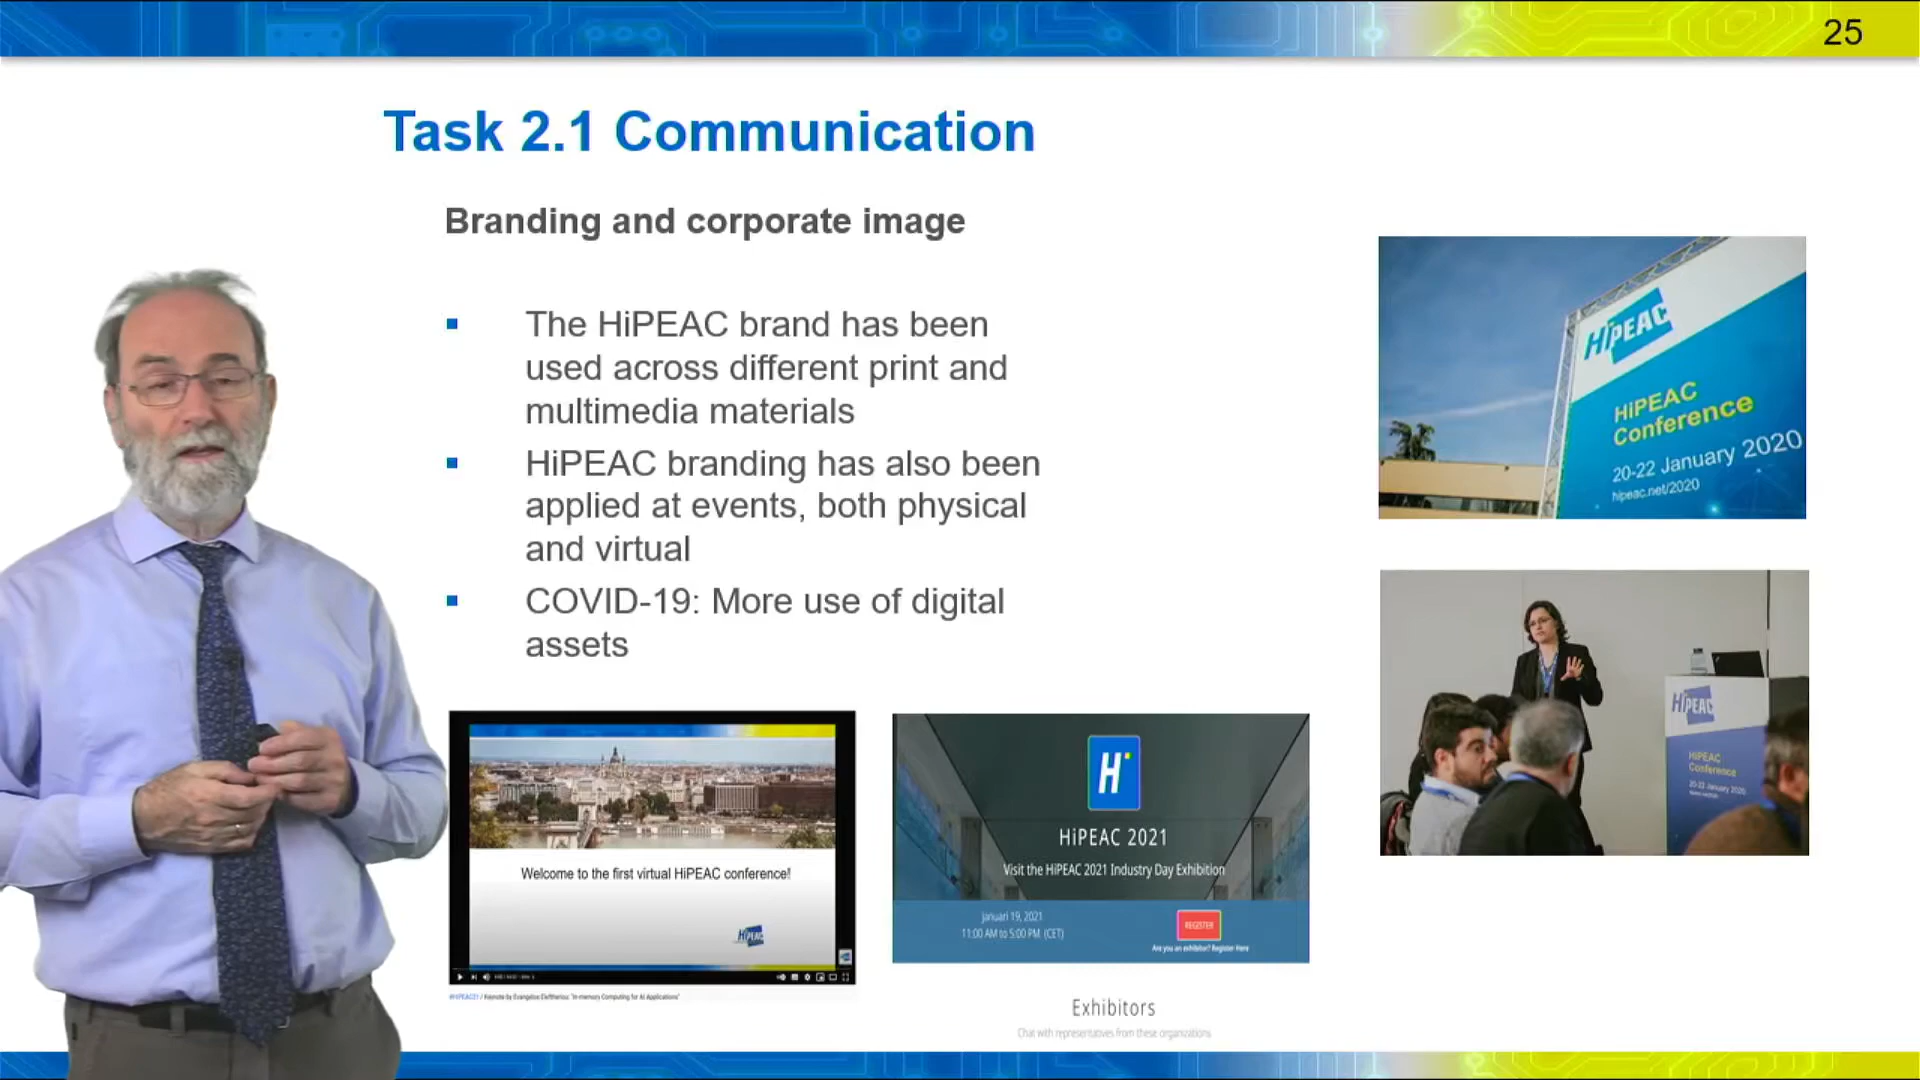 25
Task 2.1 Communication
Branding and corporate image
The HiPEAC brand has been
used across different print and
multimedia materials
HiPEAC branding has also been
applied at events, both physical
and virtual
COVID-19: More use of digital
assets
HiPEAC
HiPEAC
Conference
20-22 January 2020
hipeac.net/2020
HiPEAC
HiPEAC
Conference
20-22 January 2020
Welcome to the first virtual HiPEAC conference!
HiPEAC
#HiPEAC21 / Keynote by Evangelos Eleftheriou: "In-memory Computing for AI Applications"
H
HiPEAC 2021
Visit the HiPEAC 2021 Industry Day Exhibition
januari 19, 2021
11:00 AM to 5:00 PM (CET)
REGISTER
Are you an exhibitor? Register Here
Exhibitors
Chat with representatives from these organizations